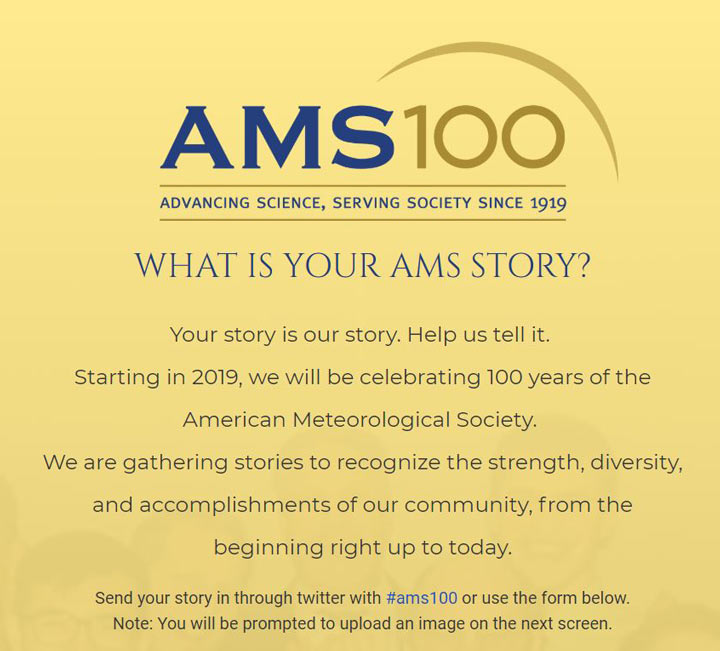 AMS100
ADVANCING SCIENCE, SERVING SOCIETY SINCE 1919
WHAT IS YOUR AMS STORY?
Your story is our story. Help us tell it.
Starting in 2019, we will be celebrating 100 years of the
American Meteorological Society.
We are gathering stories to recognize the strength, diversity,
and accomplishments of our community, from the
beginning right up to today.
Send your story in through twitter with #ams100 or use the form below.
Note: You will be prompted to upload an image on the next screen.